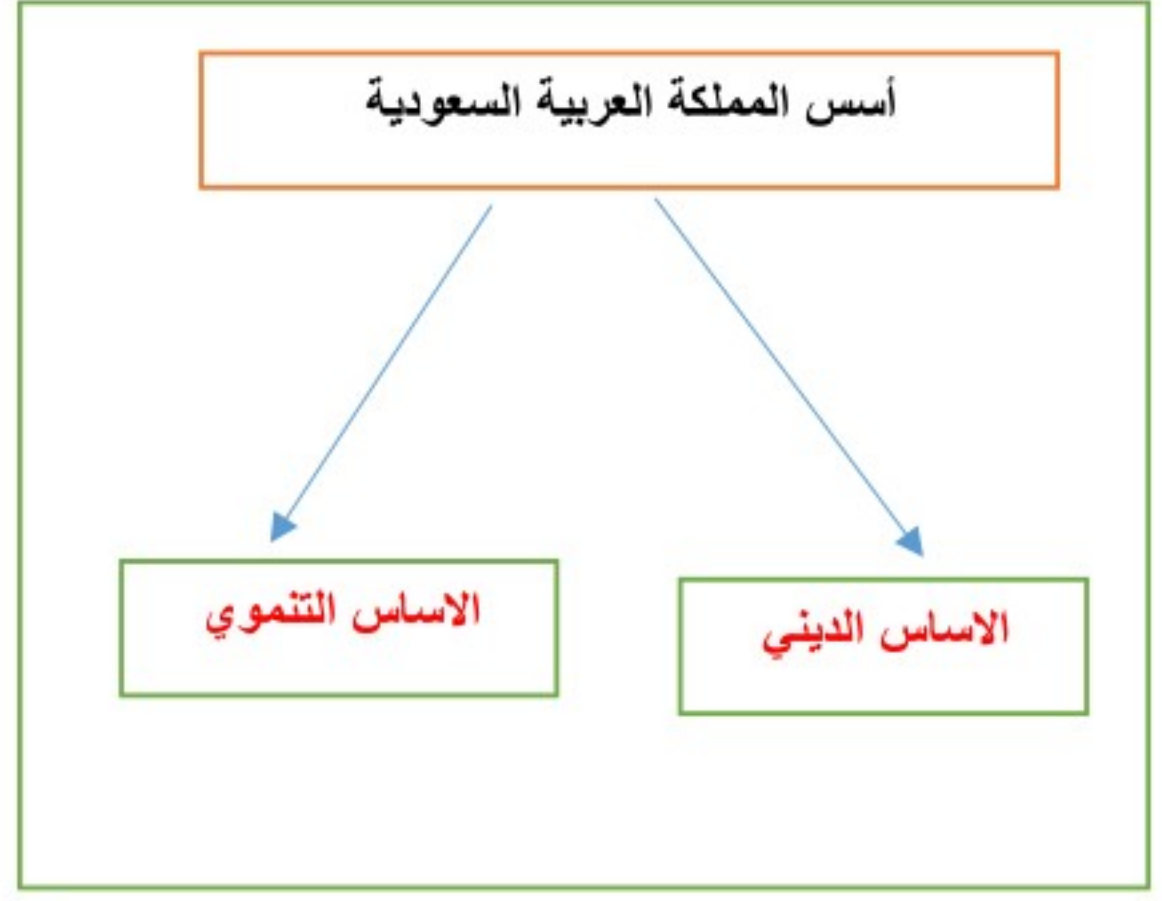 أسس المملكة العربية السعودية
الاساس الديني
الاساس التنموي